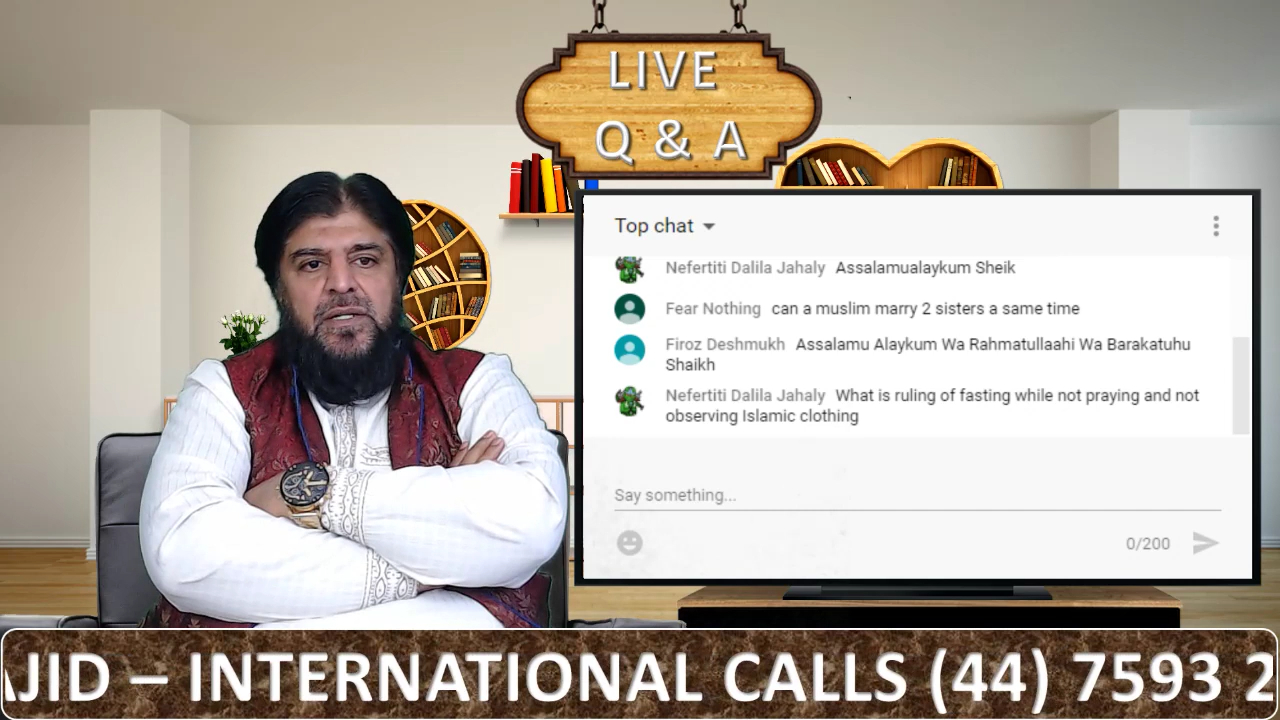 LIVE
Q & A
Top chat
Nefertiti Dalila Jahaly Assalamualaykum Sheik
Fear Nothing can a muslim marry 2 sisters a same time
Firoz Deshmukh Assalamu Alaykum Wa Rahmatullaahi Wa Barakatuhu
Shaikh
Nefertiti Dalila Jahaly What is ruling of fasting while not praying and not
observing Islamic clothing
Say something...
0/200
JID – INTERNATIONAL CALLS (44) 7593 2